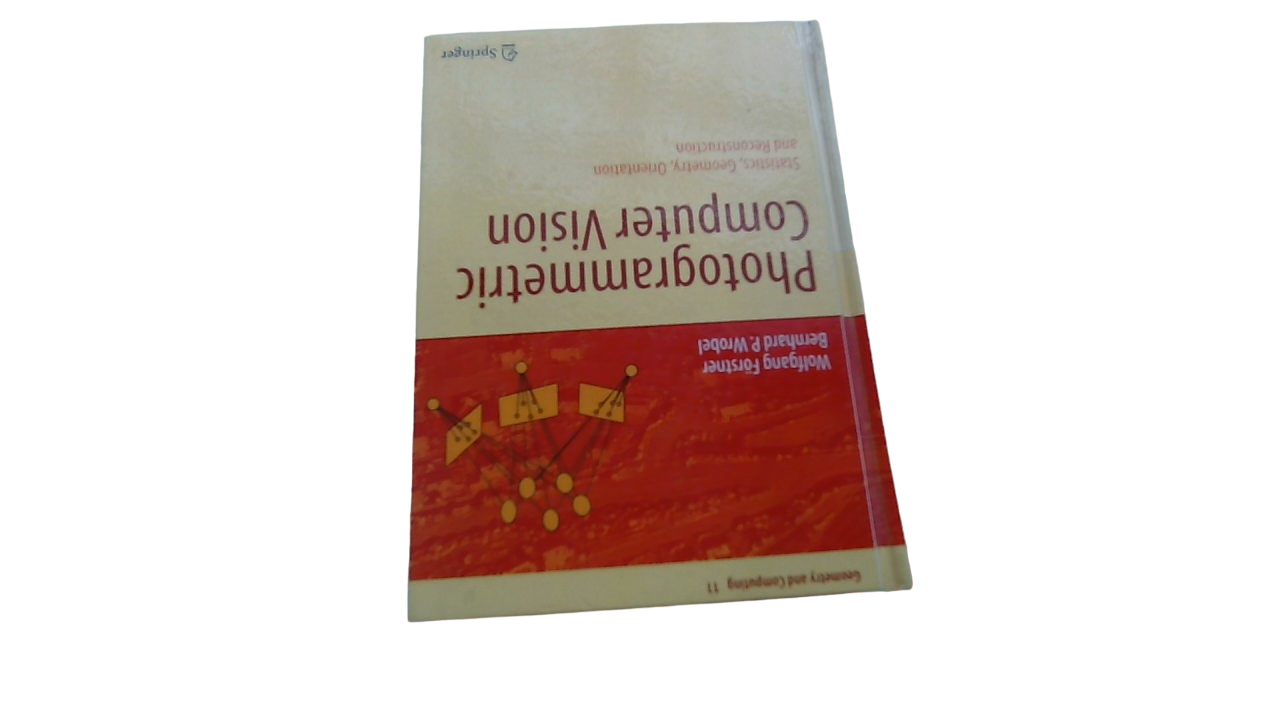 Geometry and Computing 11
Wolfgang Förstner
Bernhard P. Wrobel
Photogrammetric
Computer Vision
Statistics, Geometry, Orientation
and Reconstruction
Springer